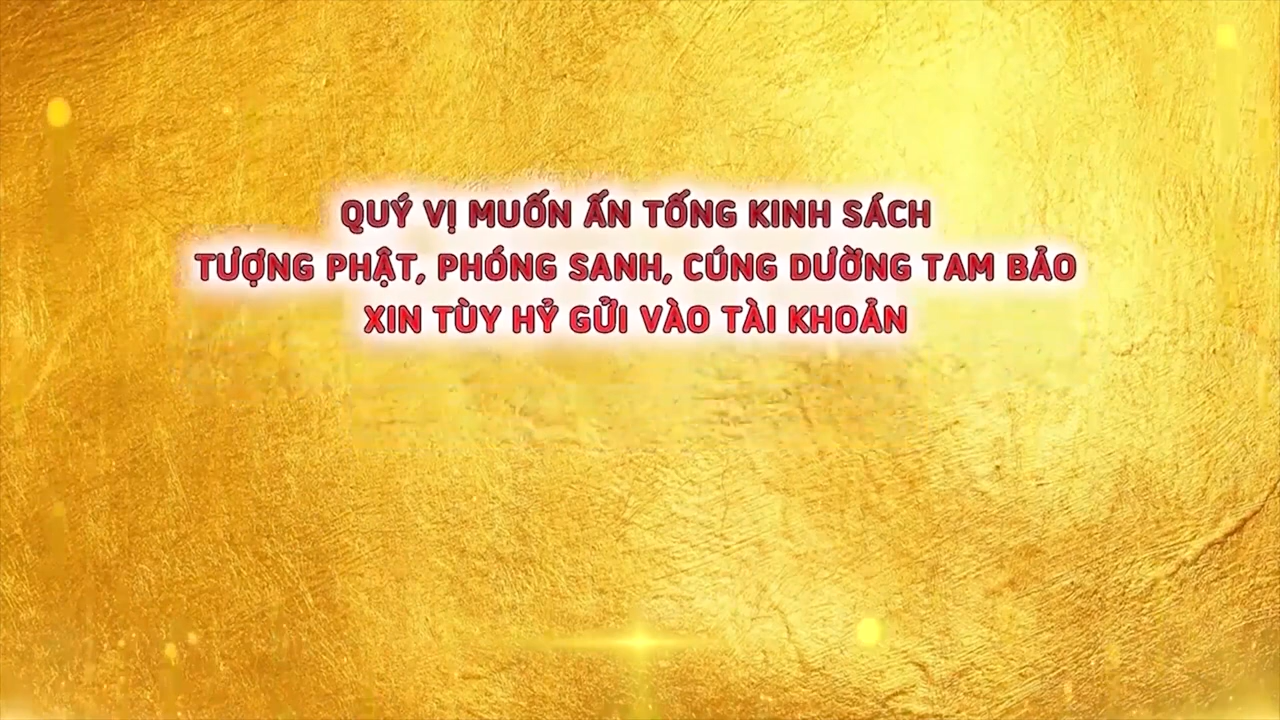 QUÝ VỊ MUỐN ẤN TỐNG KINH SÁCH
TƯỢNG PHẬT, PHÓNG SANH, CÚNG DƯỜNG TAM BẢO
XIN TÙY HỶ GỬI VÀO TÀI KHOẢN